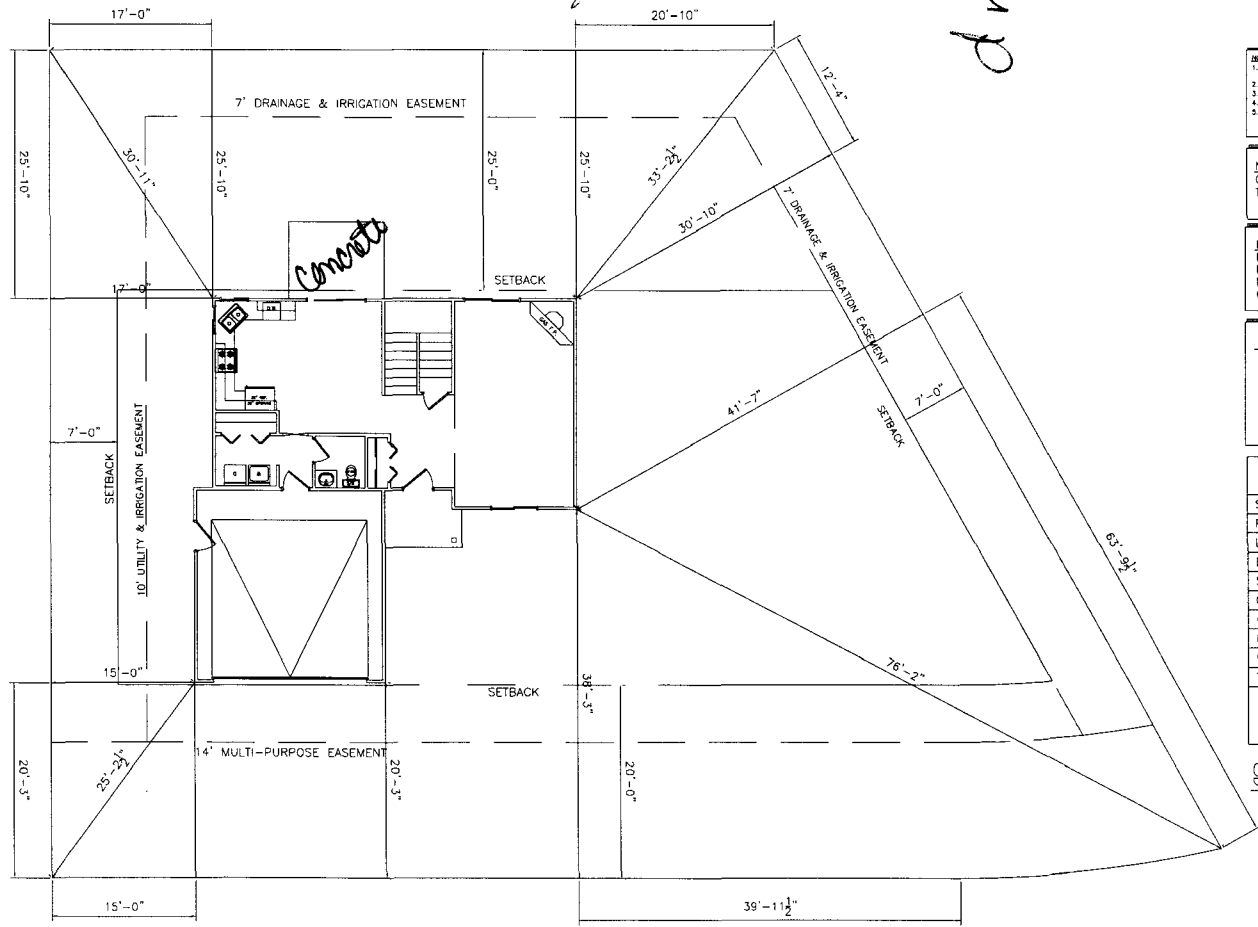 17'-0"
20'-10"
12'-4"
7' DRAINAGE & IRRIGATION EASEMENT
25'-10"
30'-11"
25'-10"
25'-0"
25'-10"
33'-2½"
30'-10"
7' DRAINAGE & IRRIGATION EASEMENT
Concrete
SETBACK
17'-0"
41'-7"
7'-0"
SETBACK
7'-0"
SETBACK
10' UTILITY & IRRIGATION EASEMENT
63'-9½"
76'-2"
15'-0"
SETBACK
38'-3"
14' MULTI-PURPOSE EASEMENT
20'-3"
25'-2½"
20'-3"
20'-0"
15'-0"
39'-11½"